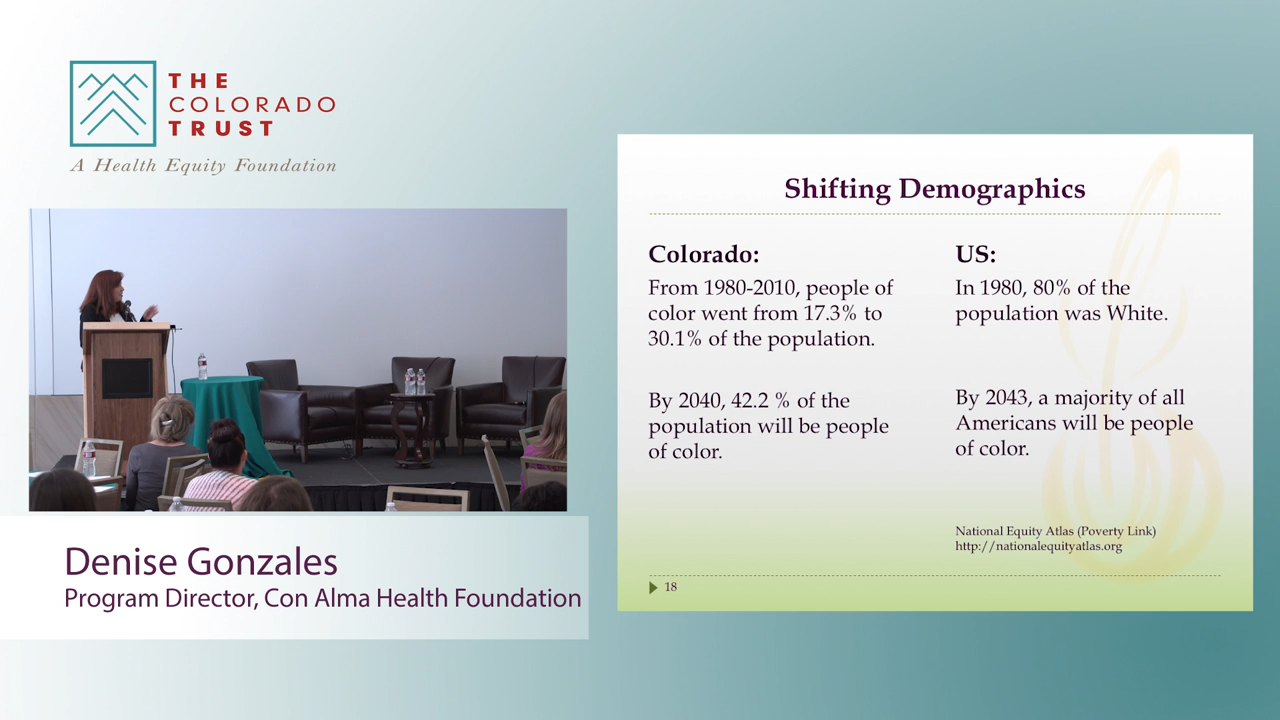 THE
COLORADO
TRUST
A Health Equity Foundation
Denise Gonzales
Program Director, Con Alma Health Foundation
Shifting Demographics
Colorado:
From 1980-2010, people of
color went from 17.3% to
30.1% of the population.
By 2040, 42.2 % of the
population will be people
of color.
US:
In 1980, 80% of the
population was White.
By 2043, a majority of all
Americans will be people
of color.
National Equity Atlas (Poverty Link)
http://nationalequityatlas.org
18